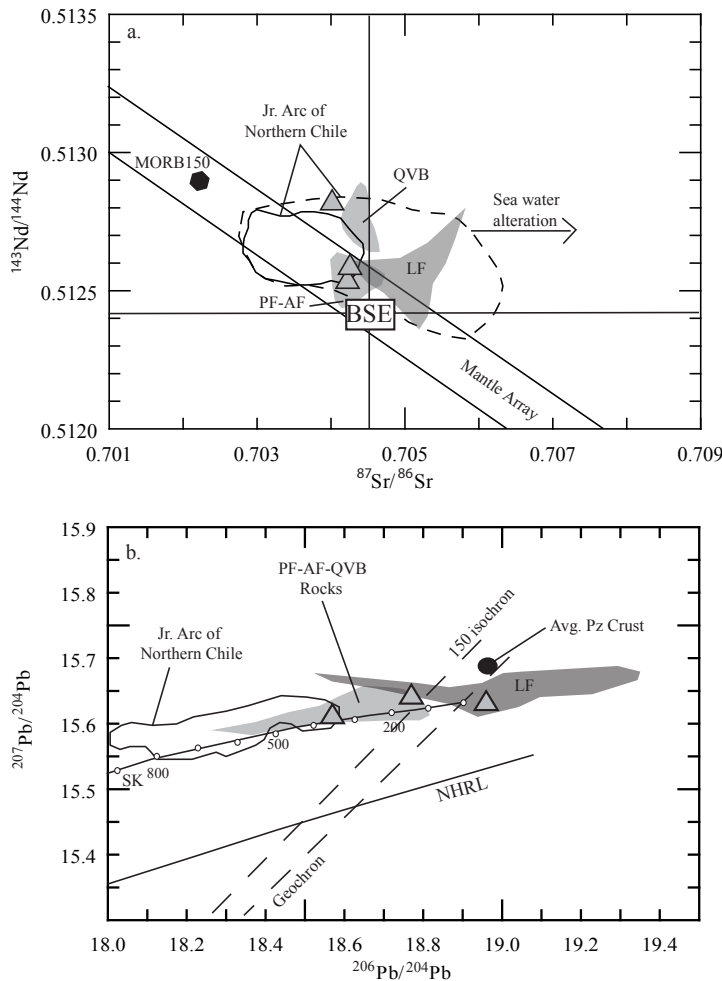 a.
0.5135
0.5130
0.5125
0.5120
¹⁴³Nd/¹⁴⁴Nd
Jr. Arc of
Northern Chile
MORB150
QVB
Sea water
alteration
LF
PF-AF
BSE
Mantle Array
0.701
0.703
0.705
0.707
0.709
⁸⁷Sr/⁸⁶Sr
b.
15.9
15.8
15.7
15.6
15.5
15.4
²⁰⁷Pb/²⁰⁴Pb
PF-AF-QVB
Rocks
Jr. Arc of
Northern Chile
150 isochron
Avg. Pz Crust
LF
200
500
SK
800
NHRL
Geochron
18.0
18.2
18.4
18.6
18.8
19.0
19.2
19.4
²⁰⁶Pb/²⁰⁴Pb